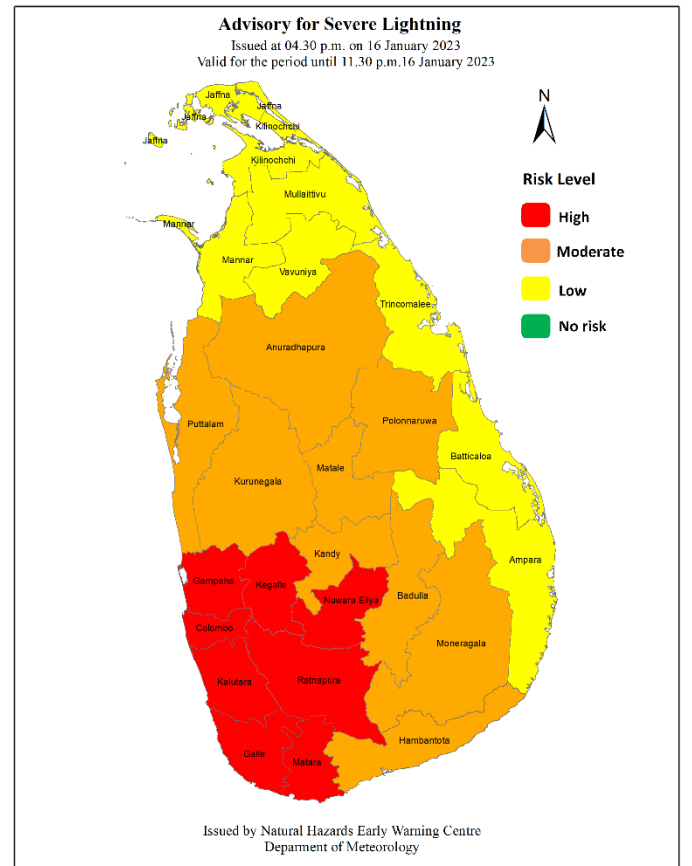 Advisory for Severe Lightning
Issued at 04.30 p.m. on 16 January 2023
Valid for the period until 11.30 p.m.16 January 2023
N
Risk Level
High
Moderate
Low
No risk
Jaffna
Jaffna
Jaffna
Kilinochchi
Jaffna
Kilinochchi
Mullaittivu
Mannar
Mannar
Vavuniya
Trincomalee
Anuradhapura
Puttalam
Polonnaruwa
Kurunegala
Matale
Batticaloa
Kandy
Ampara
Gampaha
Kegalle
Nuwara Eliya
Badulla
Colombo
Moneragala
Kalutara
Ratnapura
Hambantota
Galle
Matara
Issued by Natural Hazards Early Warning Centre
Deparment of Meteorology